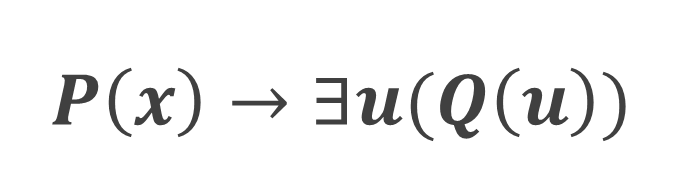 P(x) → ∃u(Q(u))